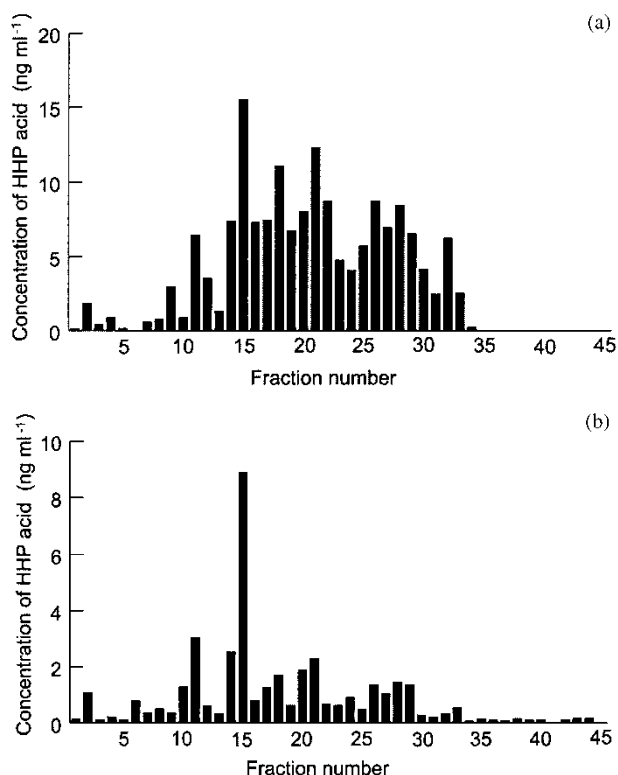 (a)
Concentration of HHP acid (ng ml⁻¹)
20
15
10
5
0
5 10 15 20 25 30 35 40 45
Fraction number
(b)
Concentration of HHP acid (ng ml⁻¹)
10
8
6
4
2
0
5 10 15 20 25 30 35 40 45
Fraction number